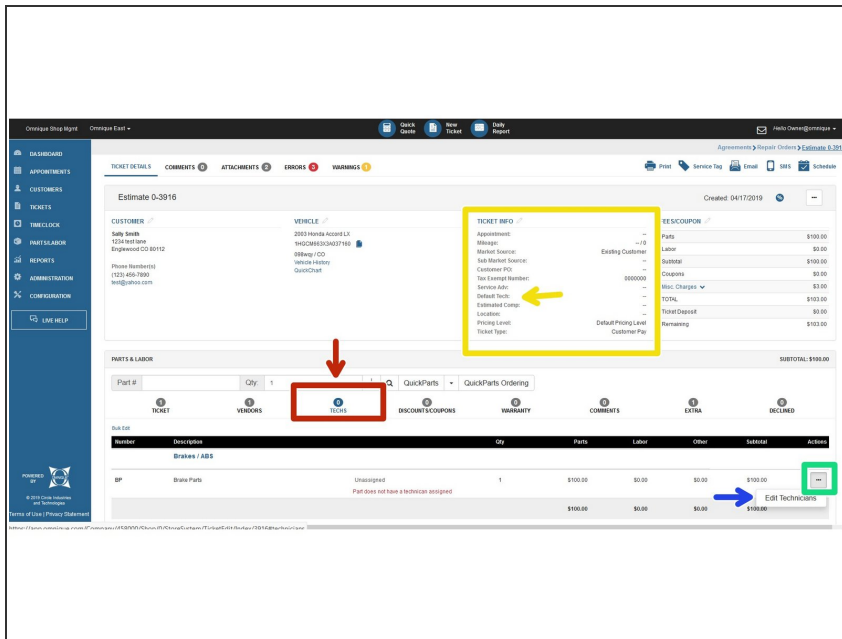 Omnique Shop Mgmt Omnique East
Quick Quote New Ticket Daily Report
Hello Owner@omnique
DASHBOARD
APPOINTMENTS
CUSTOMERS
TICKETS
TIMECLOCK
PARTS/LABOR
REPORTS
ADMINISTRATION
CONFIGURATION
LIVE HELP
POWERED BY
© 2019 Circle Industries and Technologies
Terms of Use | Privacy Statement
Agreements > Repair Orders > Estimate 0-391
TICKET DETAILS COMMENTS 0 ATTACHMENTS 2 ERRORS 3 WARNINGS 1
Print Service Tag Email SMS Schedule
Estimate 0-3916 Created: 04/17/2019
CUSTOMER
Sally Smith
1234 test lane
Englewood CO 80112
Phone Number(s)
(123) 456-7890
test@yahoo.com
VEHICLE
2003 Honda Accord LX
1HGCM663X3A037160
098wqy / CO
Vehicle History
QuickChart
TICKET INFO
Appointment: --
Mileage: -- / 0
Market Source: Existing Customer
Sub Market Source: --
Customer PO: --
Tax Exempt Number: 0000000
Service Adv: --
Default Tech: --
Estimated Comp: --
Location: --
Pricing Level: Default Pricing Level
Ticket Type: Customer Pay
FEES/COUPON
Parts $100.00
Labor $0.00
Subtotal $100.00
Coupons $0.00
Misc. Charges $3.00
TOTAL $103.00
Ticket Deposit $0.00
Remaining $103.00
PARTS & LABOR SUBTOTAL: $100.00
Part # Qty 1 QuickParts QuickParts Ordering
1 0 0 0 0 0 1 0
TICKET VENDORS TECHS DISCOUNTS/COUPONS WARRANTY COMMENTS EXTRA DECLINED
Bulk Edit
Number Description Qty Parts Labor Other Subtotal Actions
Brakes / ABS
BP Brake Parts Unassigned 1 $100.00 $0.00 $0.00 $100.00
Part does not have a technican assigned
Edit Technicians
$100.00 $0.00 $0.00 $100.00